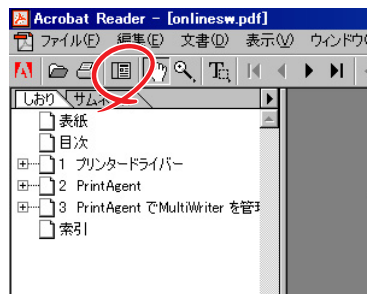 Acrobat Reader - [onlinesw.pdf]
ファイル(F) 編集(E) 文書(D) 表示(V) ウィンドウ(
しおり サムネ
表紙
目次
1 プリンタードライバー
2 PrintAgent
3 PrintAgent でMultiWriter を管理
索引